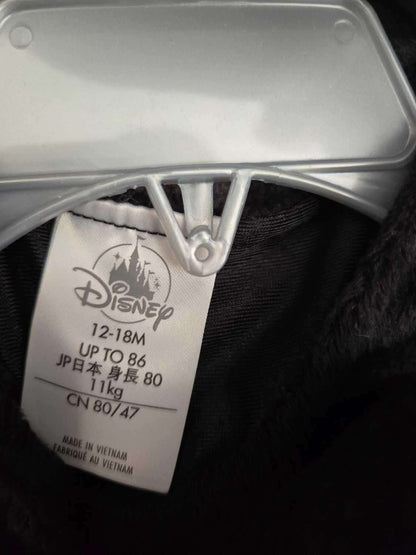 Disney
12-18M
UP TO 86
JP日本 身長 80
11kg
CN 80/47
MADE IN VIETNAM
FABRIQUÉ AU VIETNAM